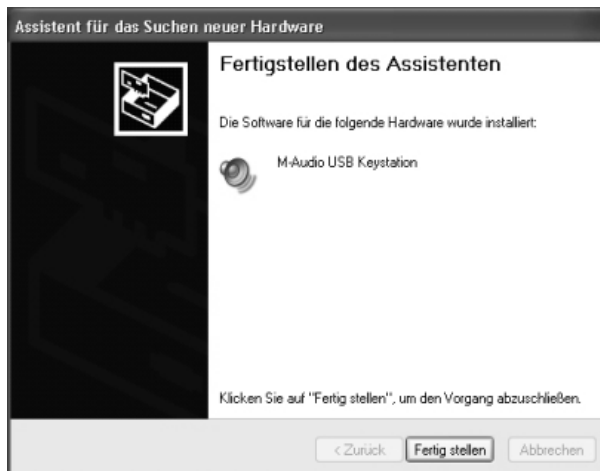 Assistent für das Suchen neuer Hardware
Fertigstellen des Assistenten
Die Software für die folgende Hardware wurde installiert:
M-Audio USB Keystation
Klicken Sie auf "Fertig stellen", um den Vorgang abzuschließen.
< Zurück Fertig stellen Abbrechen